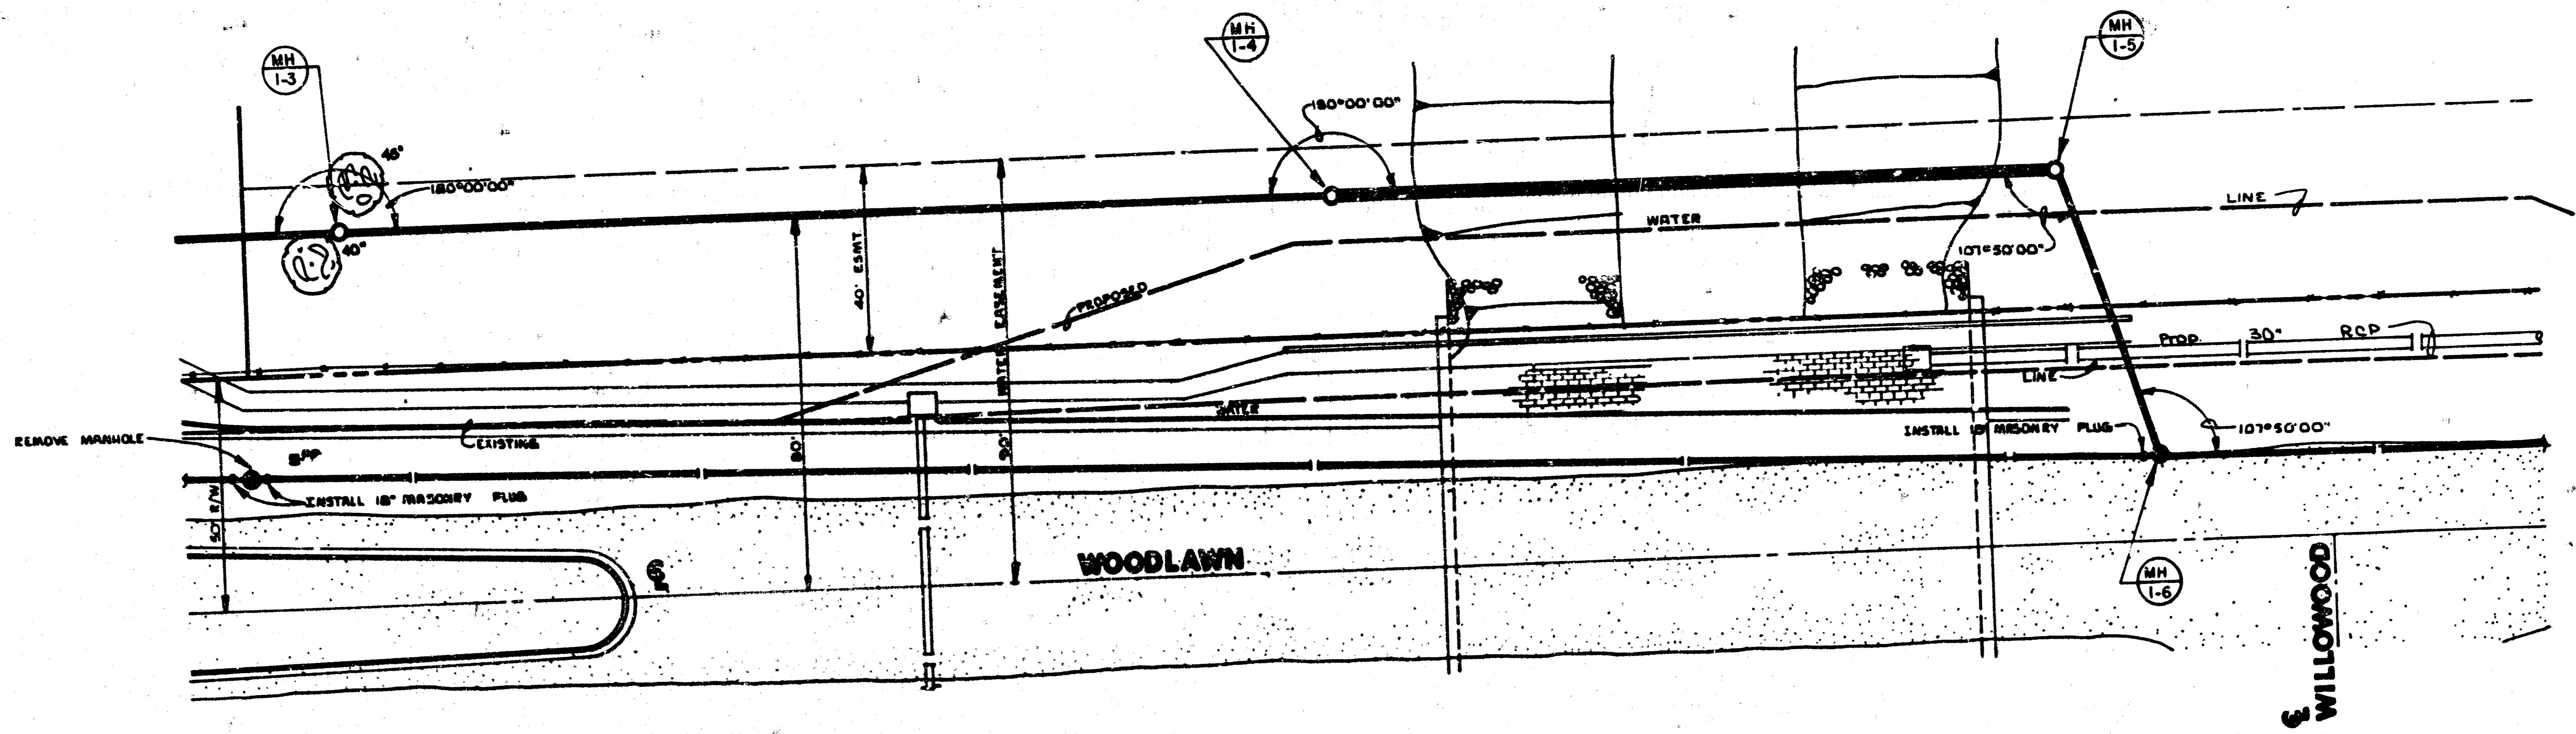 MH
1-3
MH
1-4
MH
1-5
180°00'00"
180°00'00"
40"
40' ESMT
WATER EASEMENT
90'
80'
PROPOSED
WATER
LINE
107°50'00"
PROP. 30" RCP
LINE
WATER
EXISTING
REMOVE MANHOLE
INSTALL 18" MASONRY PLUG
50' R/W
INSTALL 18" MASONRY PLUG
107°50'00"
WOODLAWN
MH
1-6
℄ WILLOWOOD